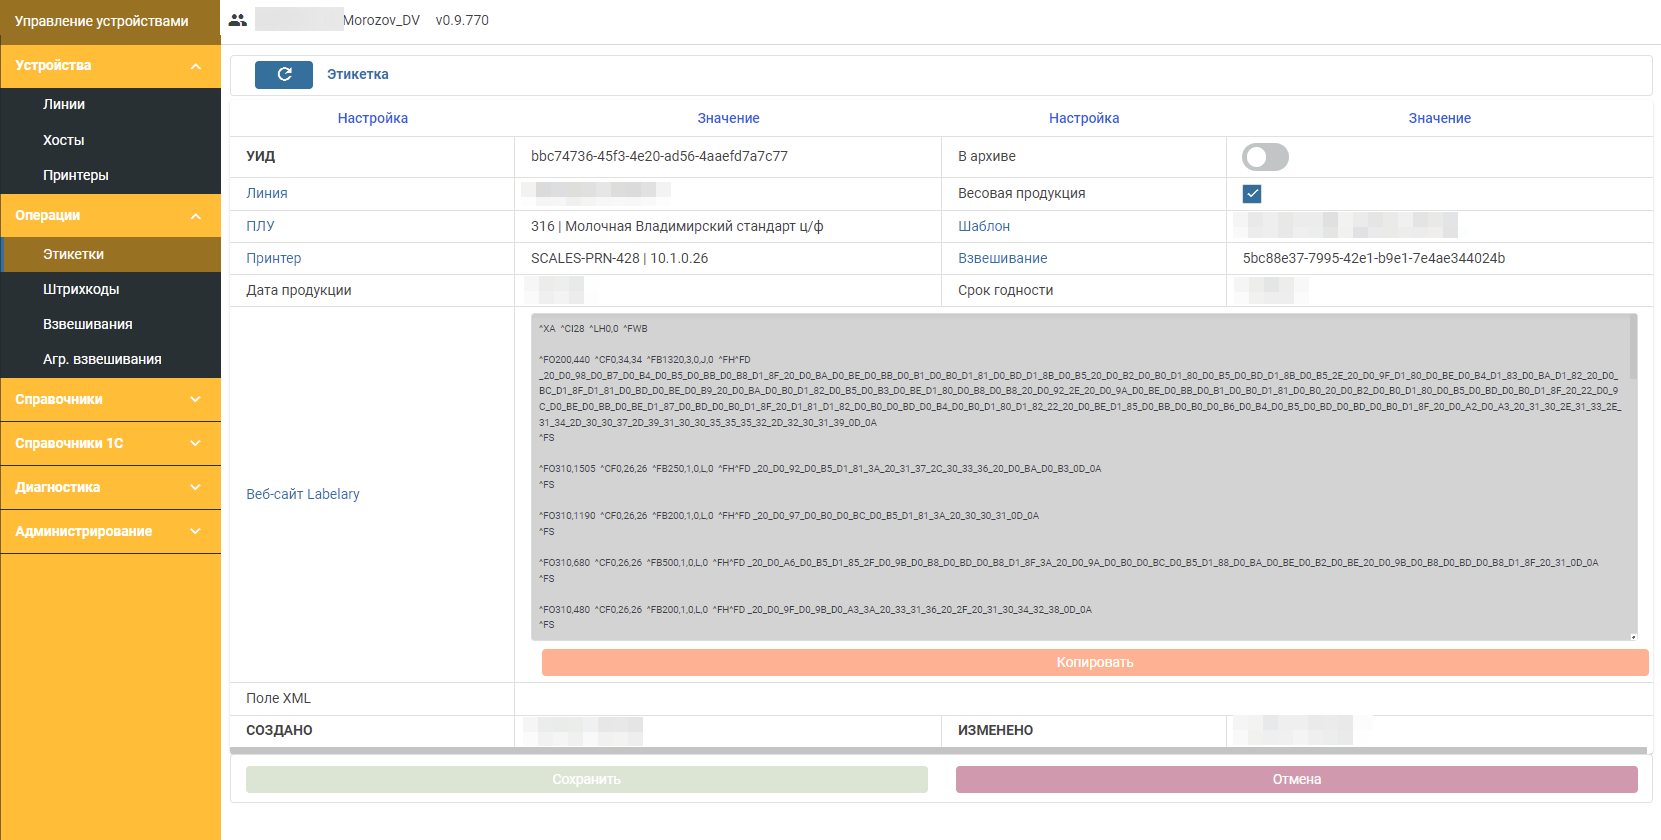 Управление устройствами
Morozov_DV v0.9.770
Устройства
Линии
Хосты
Принтеры
Операции
Этикетки
Штрихкоды
Взвешивания
Агр. взвешивания
Справочники
Справочники 1С
Диагностика
Администрирование
Этикетка
Настройка Значение Настройка Значение
УИД bbc74736-45f3-4e20-ad56-4aaefd7a7c77 В архиве
Линия Весовая продукция
ПЛУ 316 | Молочная Владимирский стандарт ц/ф Шаблон
Принтер SCALES-PRN-428 | 10.1.0.26 Взвешивание 5bc88e37-7995-42e1-b9e1-7e4ae344024b
Дата продукции Срок годности
Веб-сайт Labelary
^XA ^CI28 ^LH0,0 ^FWB
^FO200,440 ^CF0,34,34 ^FB1320,3,0,J,0 ^FH^FD
_20_D0_98_D0_B7_D0_B4_D0_B5_D0_BB_D0_B8_D1_8F_20_D0_BA_D0_BE_D0_BB_D0_B1_D0_B0_D1_81_D0_BD_D1_8B_D0_B5_20_D0_B2_D0_B0_D1_80_D0_B5_D0_BD_D1_8B_D0_B5_2E_20_D0_9F_D1_80_D0_BE_D0_B4_D1_83_D0_BA_D1_82_20_D0_
BC_D1_8F_D1_81_D0_BD_D0_BE_D0_B9_20_D0_BA_D0_B0_D1_82_D0_B5_D0_B3_D0_BE_D1_80_D0_B8_D0_B8_20_D0_92_2E_20_D0_9A_D0_BE_D0_BB_D0_B1_D0_B0_D1_81_D0_B0_20_D0_B2_D0_B0_D1_80_D0_B5_D0_BD_D0_B0_D1_8F_20_22_D0_9
C_D0_BE_D0_BB_D0_BE_D1_87_D0_BD_D0_B0_D1_8F_20_D1_81_D1_82_D0_B0_D0_BD_D0_B4_D0_B0_D1_80_D1_82_22_20_D0_BE_D1_85_D0_BB_D0_B0_D0_B6_D0_B4_D0_B5_D0_BD_D0_BD_D0_B0_D1_8F_20_D0_A2_D0_A3_20_31_30_2E_31_33_2E_
31_34_2D_30_30_37_2D_39_31_30_30_35_35_35_32_2D_32_30_31_39_0D_0A
^FS
^FO310,1505 ^CF0,26,26 ^FB250,1,0,L,0 ^FH^FD _20_D0_92_D0_B5_D1_81_3A_20_31_37_2C_30_33_36_20_D0_BA_D0_B3_0D_0A
^FS
^FO310,1190 ^CF0,26,26 ^FB200,1,0,L,0 ^FH^FD _20_D0_97_D0_B0_D0_BC_D0_B5_D1_81_3A_20_30_30_31_0D_0A
^FS
^FO310,680 ^CF0,26,26 ^FB500,1,0,L,0 ^FH^FD _20_D0_A6_D0_B5_D1_85_2F_D0_9B_D0_B8_D0_BD_D0_B8_D1_8F_3A_20_D0_9A_D0_B0_D0_BC_D0_B5_D1_88_D0_BA_D0_BE_D0_B2_D0_BE_20_D0_9B_D0_B8_D0_BD_D0_B8_D1_8F_20_31_0D_0A
^FS
^FO310,480 ^CF0,26,26 ^FB200,1,0,L,0 ^FH^FD _20_D0_9F_D0_9B_D0_A3_3A_20_33_31_36_20_2F_20_31_30_34_32_38_0D_0A
^FS
Копировать
Поле XML
СОЗДАНО ИЗМЕНЕНО
Сохранить Отмена